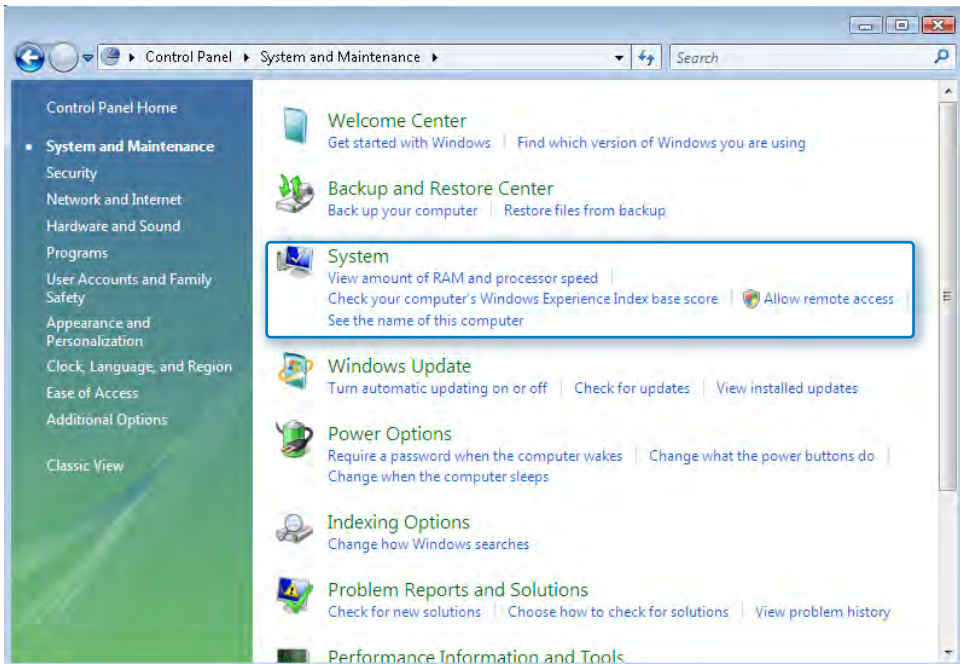 Control Panel System and Maintenance Search
Control Panel Home
System and Maintenance
Security
Network and Internet
Hardware and Sound
Programs
User Accounts and Family
Safety
Appearance and
Personalization
Clock, Language, and Region
Ease of Access
Additional Options
Classic View
Welcome Center
Get started with Windows Find which version of Windows you are using
Backup and Restore Center
Back up your computer Restore files from backup
System
View amount of RAM and processor speed
Check your computer's Windows Experience Index base score Allow remote access
See the name of this computer
Windows Update
Turn automatic updating on or off Check for updates View installed updates
Power Options
Require a password when the computer wakes Change what the power buttons do
Change when the computer sleeps
Indexing Options
Change how Windows searches
Problem Reports and Solutions
Check for new solutions Choose how to check for solutions View problem history
Performance Information and Tools